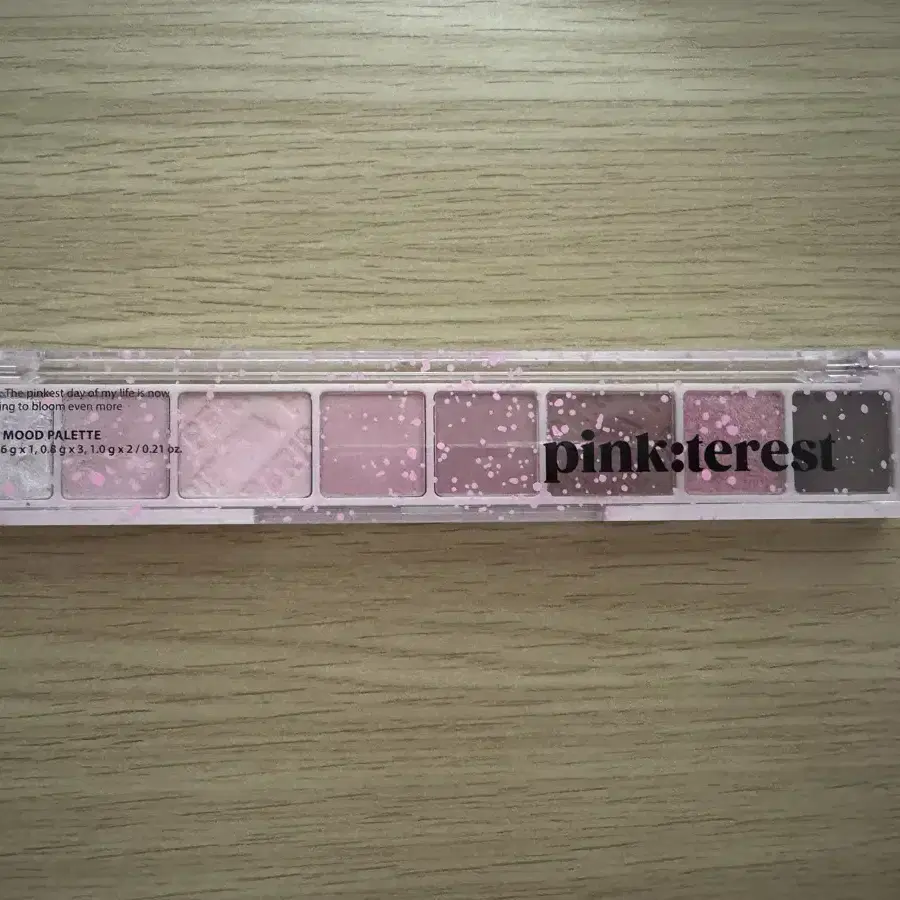 The pinkest day of my life is now
ing to bloom even more
MOOD PALETTE
6 g x 1, 0.8 g x 3, 1.0 g x 2 / 0.21 oz.
pink:terest